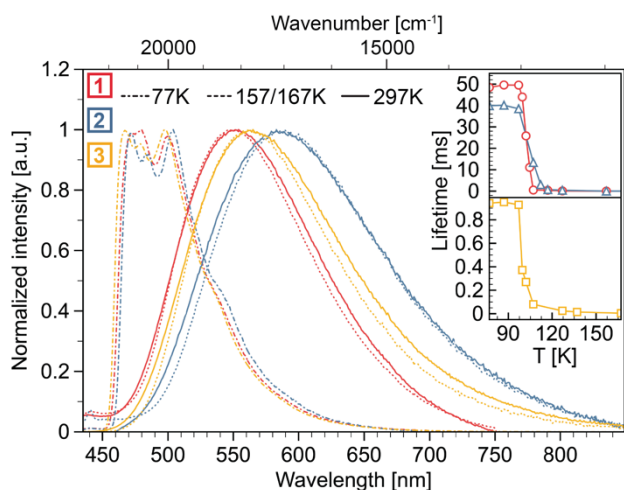 Wavenumber [cm⁻¹]
20000 15000
1.2
1
0.8
0.6
0.4
0.2
0
Normalized intensity [a.u.]
1 77K 157/167K 297K
2
3
50
40
30
20
10
0
0.8
0.6
0.4
0.2
0
Lifetime [ms]
90 120 150
T [K]
450 500 550 600 650 700 750 800
Wavelength [nm]